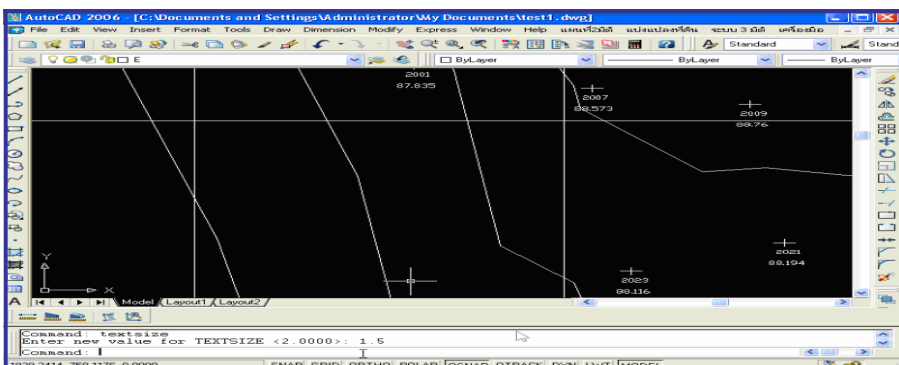 AutoCAD 2006 - [C:\Documents and Settings\Administrator\My Documents\test1.dwg]
File Edit View Insert Format Tools Draw Dimension Modify Express Window Help แผนที่2มิติ แบ่งแปลงที่ดิน ระบบ 3 มิติ เครื่องมือ
Standard Stand
E ByLayer ByLayer ByLayer
2001
87.835
2007
88.573
2009
88.76
2021
88.194
2023
88.116
Y
X
Model Layout1 Layout2
Command: textsize
Enter new value for TEXTSIZE <2.0000>: 1.5
Command:
SNAP GRID ORTHO POLAR OSNAP OTRACK DYN LWT MODEL